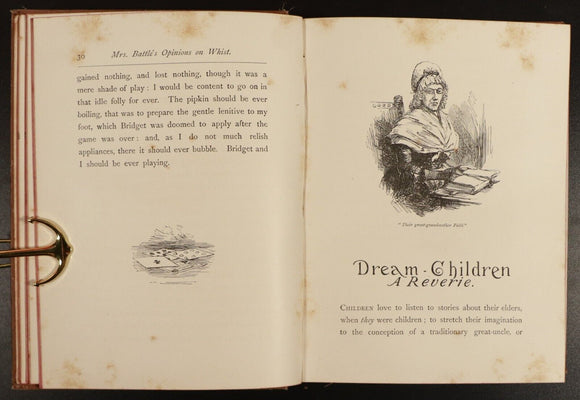 30
Mrs. Battle's Opinions on Whist.
gained nothing, and lost nothing, though it was a
mere shade of play: I would be content to go on in
that idle folly for ever. The pipkin should be ever
boiling, that was to prepare the gentle lenitive to my
foot, which Bridget was doomed to apply after the
game was over: and, as I do not much relish
appliances, there it should ever bubble. Bridget and
I should be ever playing.
"Their great-grandmother Field."
Dream-Children
A Reverie.
CHILDREN love to listen to stories about their elders,
when they were children; to stretch their imagination
to the conception of a traditionary great-uncle, or